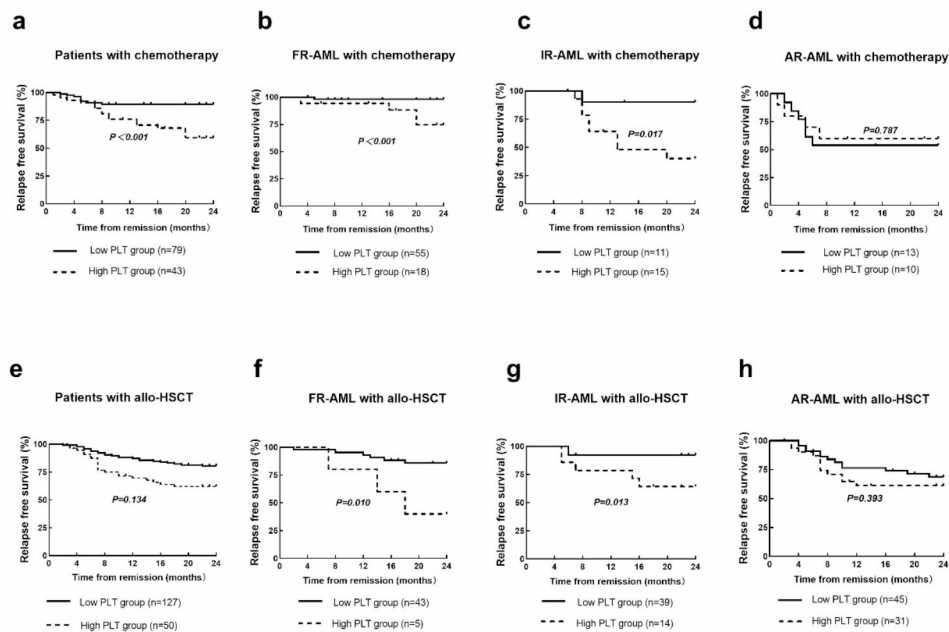 a
Patients with chemotherapy
Relapse free survival (%)
100
75
50
25
P＜0.001
0 4 8 12 16 20 24
Time from remission (months)
Low PLT group (n=79)
High PLT group (n=43)
b
FR-AML with chemotherapy
Relapse free survival (%)
100
75
50
25
P＜0.001
0 4 8 12 16 20 24
Time from remission (months)
Low PLT group (n=55)
High PLT group (n=18)
c
IR-AML with chemotherapy
Relapse free survival (%)
100
75
50
25
P=0.017
0 4 8 12 16 20 24
Time from remission (months)
Low PLT group (n=11)
High PLT group (n=15)
d
AR-AML with chemotherapy
Relapse free survival (%)
100
75
50
25
P=0.787
0 4 8 12 16 20 24
Time from remission (months)
Low PLT group (n=13)
High PLT group (n=10)
e
Patients with allo-HSCT
Relapse free survival (%)
100
75
50
25
P=0.134
0 4 8 12 16 20 24
Time from remission (months)
Low PLT group (n=127)
High PLT group (n=50)
f
FR-AML with allo-HSCT
Relapse free survival (%)
100
75
50
25
P=0.010
0 4 8 12 16 20 24
Time from remission (months)
Low PLT group (n=43)
High PLT group (n=5)
g
IR-AML with allo-HSCT
Relapse free survival (%)
100
75
50
25
P=0.013
0 4 8 12 16 20 24
Time from remission (months)
Low PLT group (n=39)
High PLT group (n=14)
h
AR-AML with allo-HSCT
Relapse free survival (%)
100
75
50
25
P=0.393
0 4 8 12 16 20 24
Time from remission (months)
Low PLT group (n=45)
High PLT group (n=31)